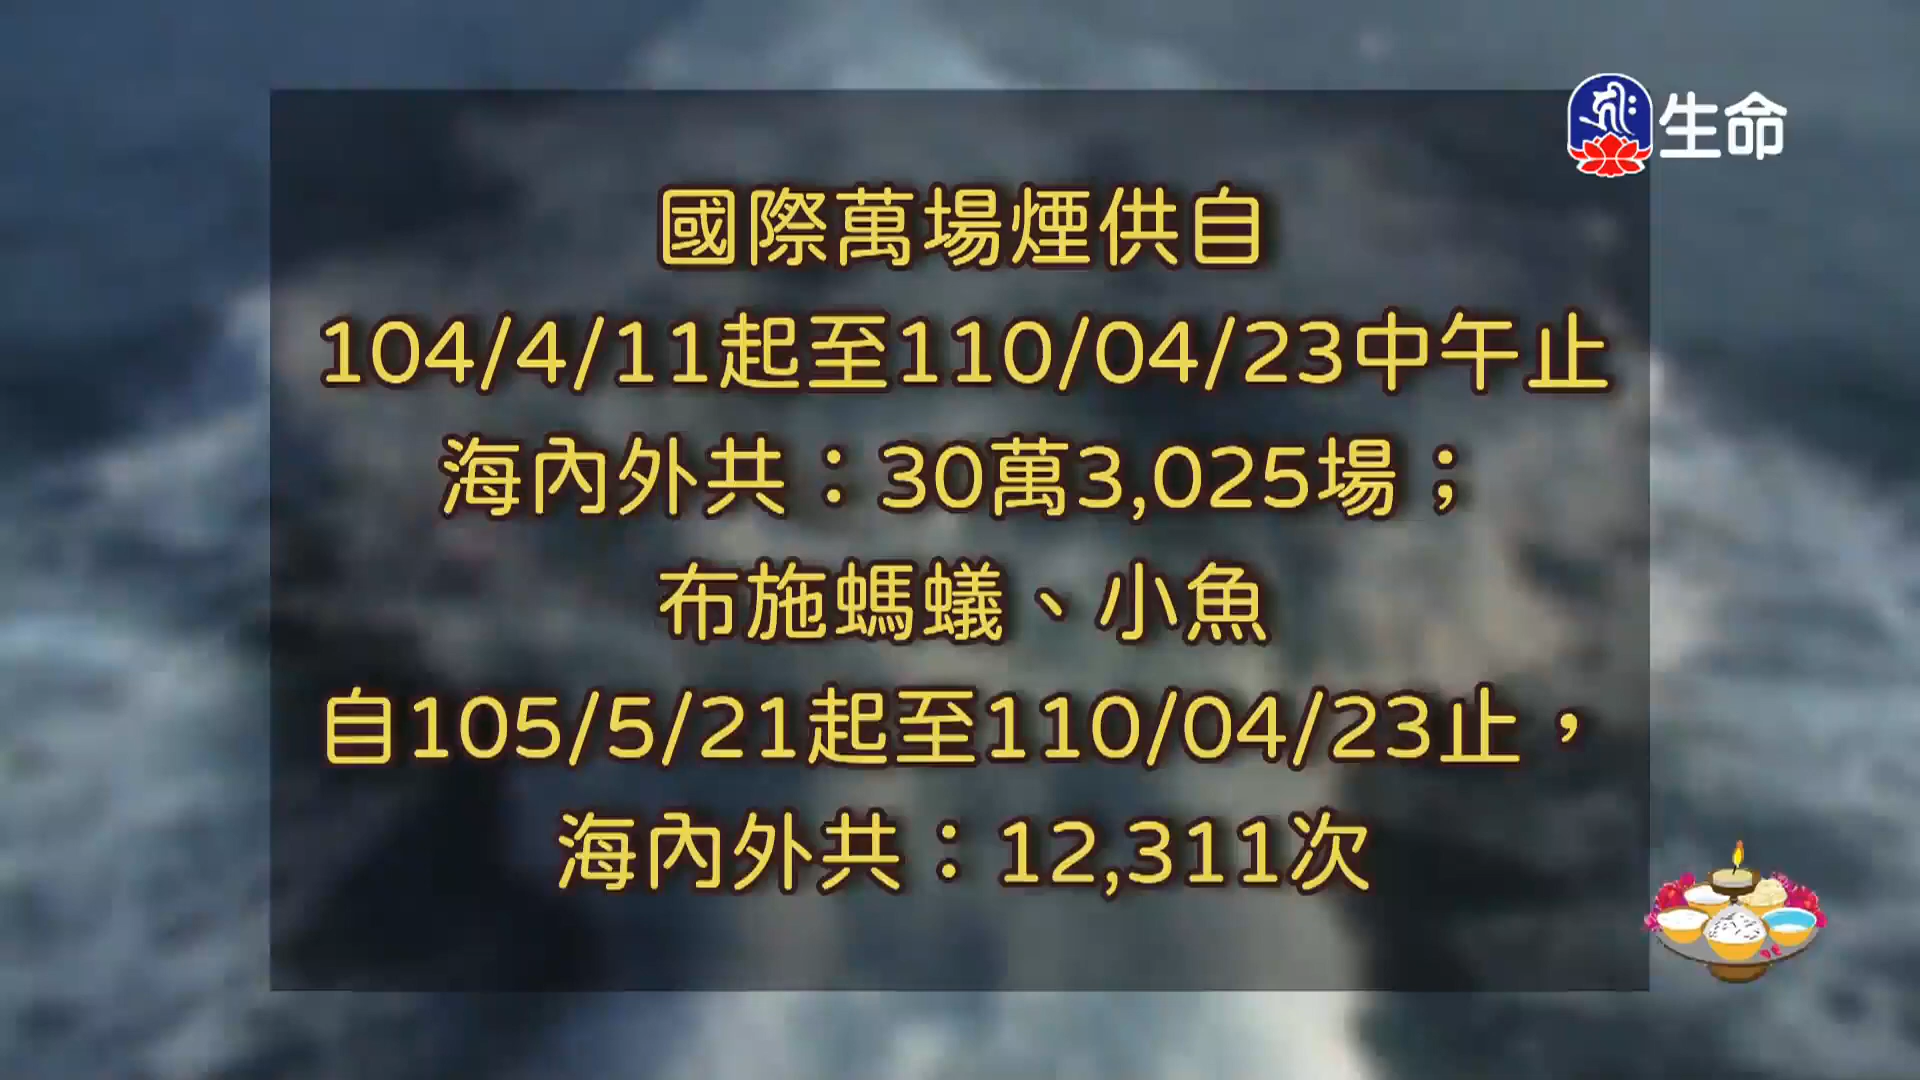 生命
國際萬場煙供自
104/4/11起至110/04/23中午止
海內外共：30萬3,025場；
布施螞蟻、小魚
自105/5/21起至110/04/23止，
海內外共：12,311次